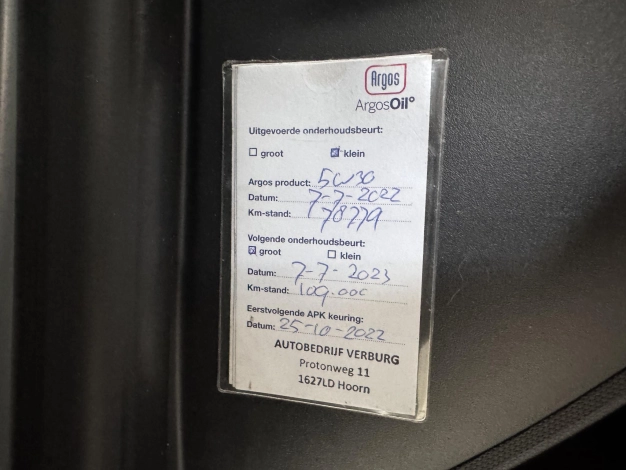 Argos
ArgosOil°
Uitgevoerde onderhoudsbeurt:
groot klein
Argos product: 5W30
Datum: 7-7-2022
Km-stand: 178779
Volgende onderhoudsbeurt:
groot klein
Datum: 7-7-2023
Km-stand: 109.000
Eerstvolgende APK keuring:
Datum: 25-10-2022
AUTOBEDRIJF VERBURG
Protonweg 11
1627LD Hoorn